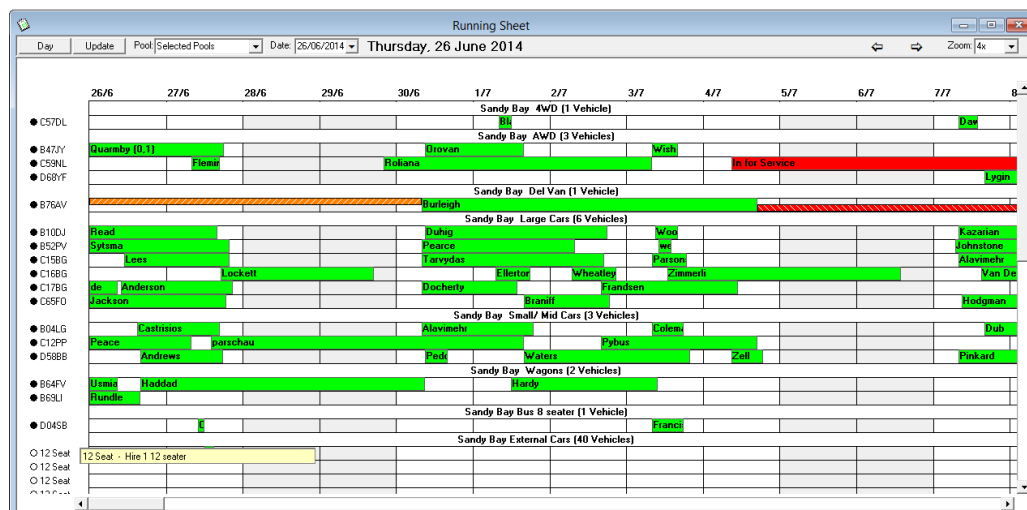 Running Sheet
Day Update Pool: Selected Pools Date: 26/06/2014 Thursday, 26 June 2014 Zoom: 4x
26/6 27/6 28/6 29/6 30/6 1/7 2/7 3/7 4/7 5/7 6/7 7/7 8
Sandy Bay 4WD (1 Vehicle)
C57DL Bl Daw
Sandy Bay AWD (3 Vehicles)
B47JY Quarmby (0,1) Orovan Wish
C59NL Flemir Roliana In for Service
D68YF Lygin
Sandy Bay Del Van (1 Vehicle)
B76AV Burleigh
Sandy Bay Large Cars (6 Vehicles)
B10DJ Read Duhig Woo Kazarian
B52PV Sytsma Pearce we Johnstone
C15BG Lees Tarvydas Parson Alavimehr
C16BG Lockett Ellertor Wheatley Zimmerli Van De
C17BG de Anderson Docherty Frandsen
C65FO Jackson Braniff Hodgman
Sandy Bay Small/ Mid Cars (3 Vehicles)
B04LG Castrisios Alavimehr Colema Dub
C12PP Peace parschau Pybus
D58BB Andrews Pedo Waters Zell Pinkard
Sandy Bay Wagons (2 Vehicles)
B64FV Usmia Haddad Hardy
B69LI Rundle
Sandy Bay Bus 8 seater (1 Vehicle)
D04SB Franci
Sandy Bay External Cars (40 Vehicles)
12 Seat 12 Seat - Hire 1 12 seater
12 Seat
12 Seat
12 Seat